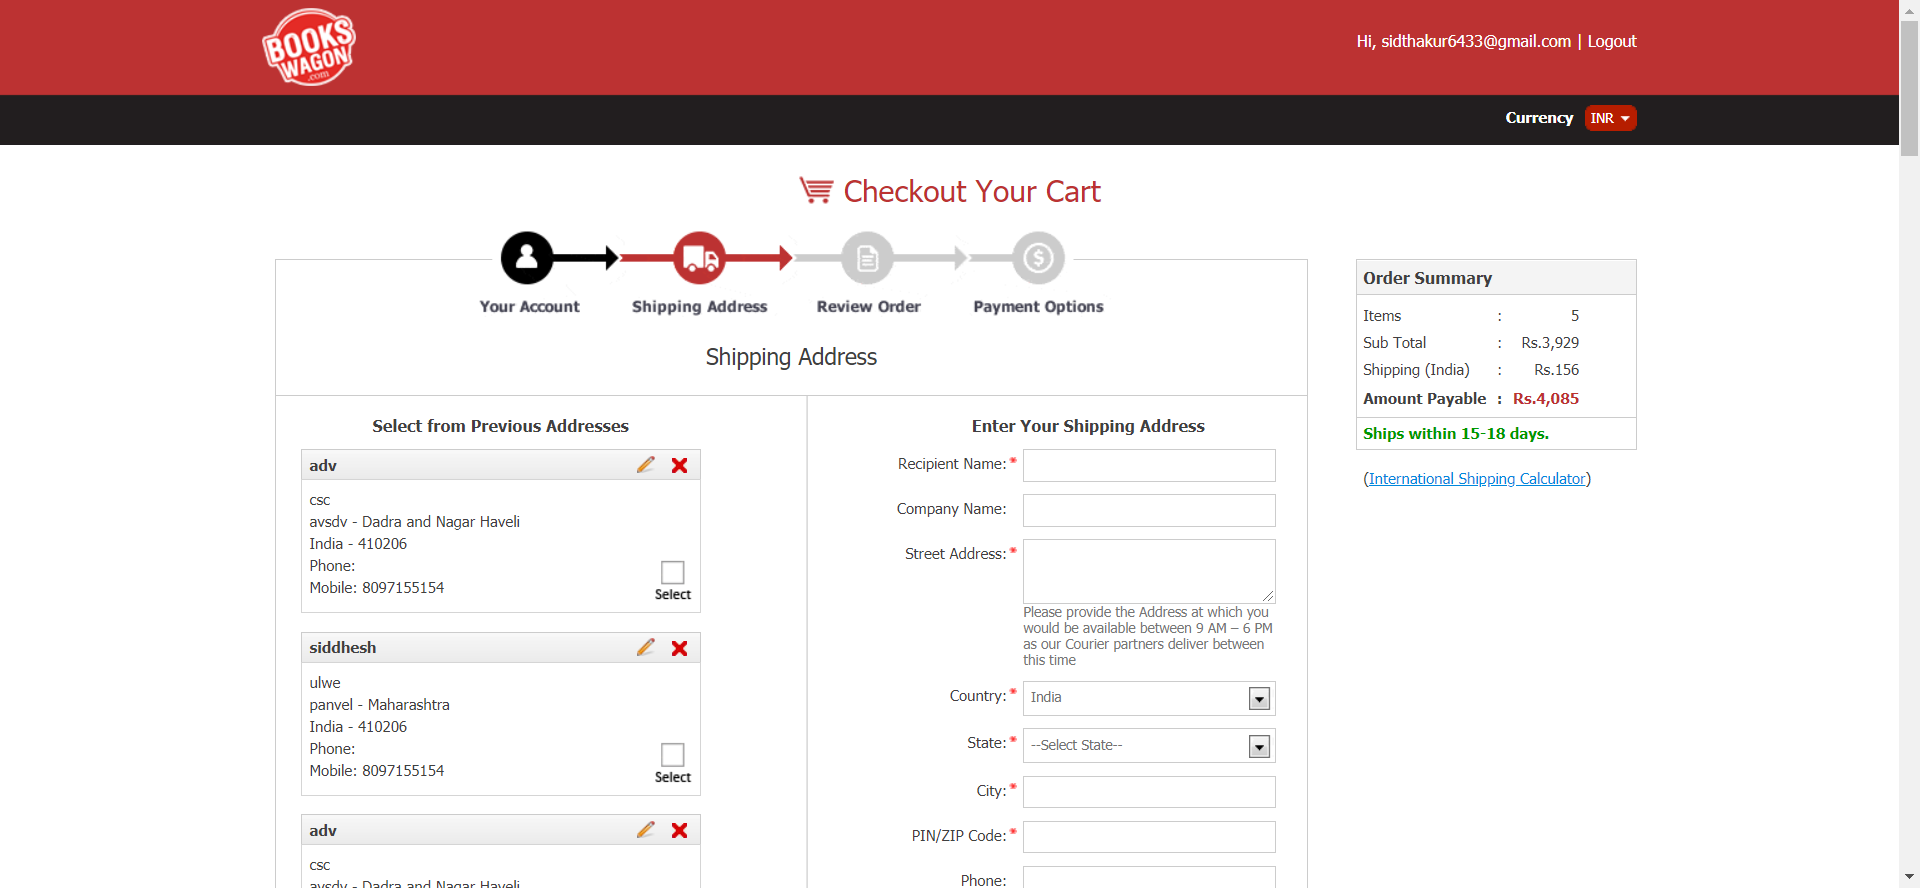 BOOKS
WAGON
.com
Hi, sidthakur6433@gmail.com | Logout
Currency INR
Checkout Your Cart
Your Account Shipping Address Review Order Payment Options
Shipping Address
Select from Previous Addresses
adv
csc
avsdv - Dadra and Nagar Haveli
India - 410206
Phone:
Mobile: 8097155154
Select
siddhesh
ulwe
panvel - Maharashtra
India - 410206
Phone:
Mobile: 8097155154
Select
adv
csc
avsdv - Dadra and Nagar Haveli
Enter Your Shipping Address
Recipient Name:*
Company Name:
Street Address:*
Please provide the Address at which you
would be available between 9 AM – 6 PM
as our Courier partners deliver between
this time
Country:* India
State:* --Select State--
City:*
PIN/ZIP Code:*
Phone:
Order Summary
Items : 5
Sub Total : Rs.3,929
Shipping (India) : Rs.156
Amount Payable : Rs.4,085
Ships within 15-18 days.
(International Shipping Calculator)